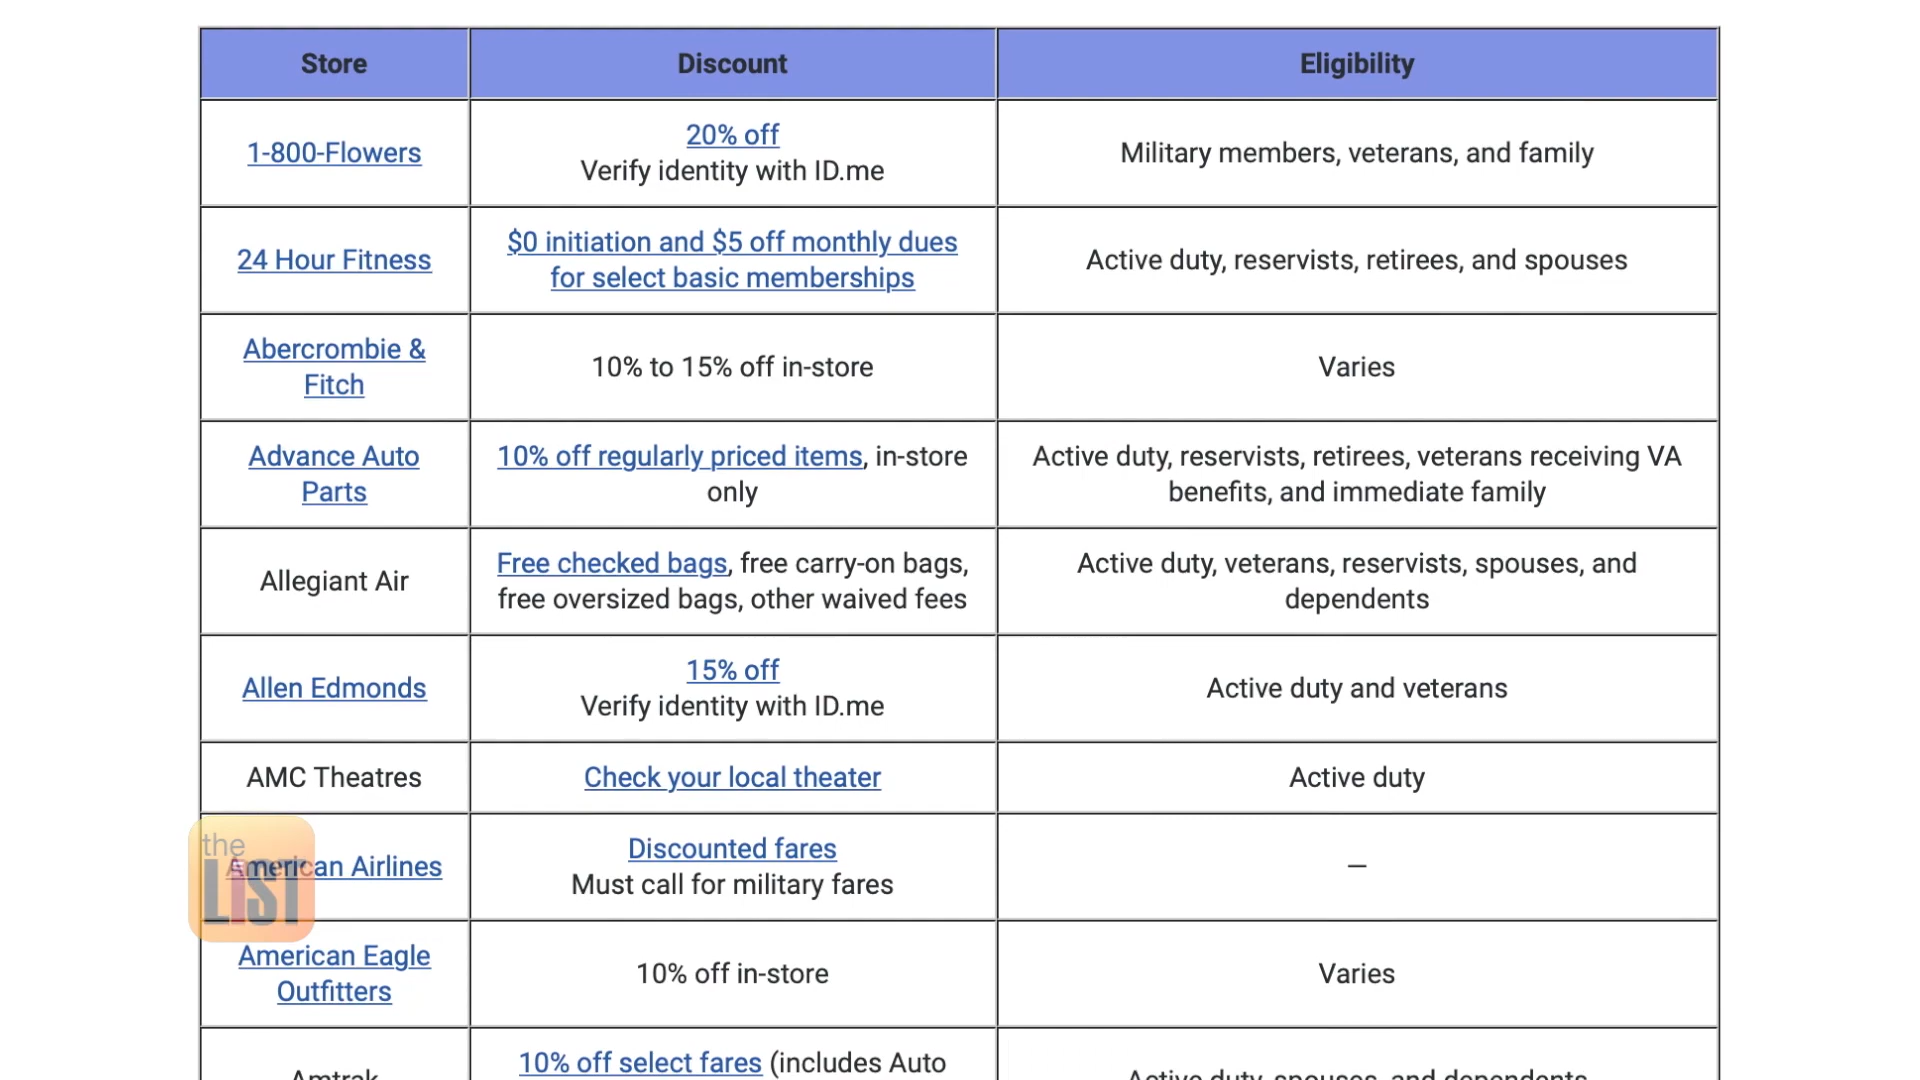 Store
Discount
Eligibility
1-800-Flowers
20% off
Verify identity with ID.me
Military members, veterans, and family
24 Hour Fitness
$0 initiation and $5 off monthly dues
for select basic memberships
Active duty, reservists, retirees, and spouses
Abercrombie &
Fitch
10% to 15% off in-store
Varies
Advance Auto
Parts
10% off regularly priced items, in-store
only
Active duty, reservists, retirees, veterans receiving VA
benefits, and immediate family
Allegiant Air
Free checked bags, free carry-on bags,
free oversized bags, other waived fees
Active duty, veterans, reservists, spouses, and
dependents
Allen Edmonds
15% off
Verify identity with ID.me
Active duty and veterans
AMC Theatres
Check your local theater
Active duty
the
LiST
American Airlines
Discounted fares
Must call for military fares
—
American Eagle
Outfitters
10% off in-store
Varies
Amtrak
10% off select fares (includes Auto
Active duty, spouses, and dependents